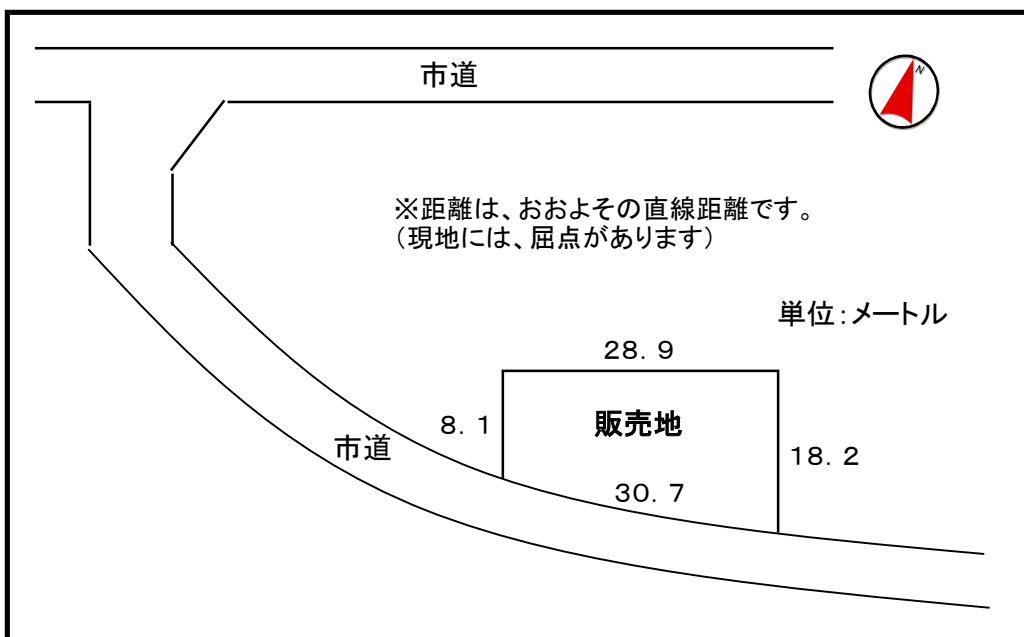 市道
N
※距離は、おおよその直線距離です。
（現地には、屈点があります）
単位：メートル
２８．９
８．１
販売地
市道
１８．２
３０．７